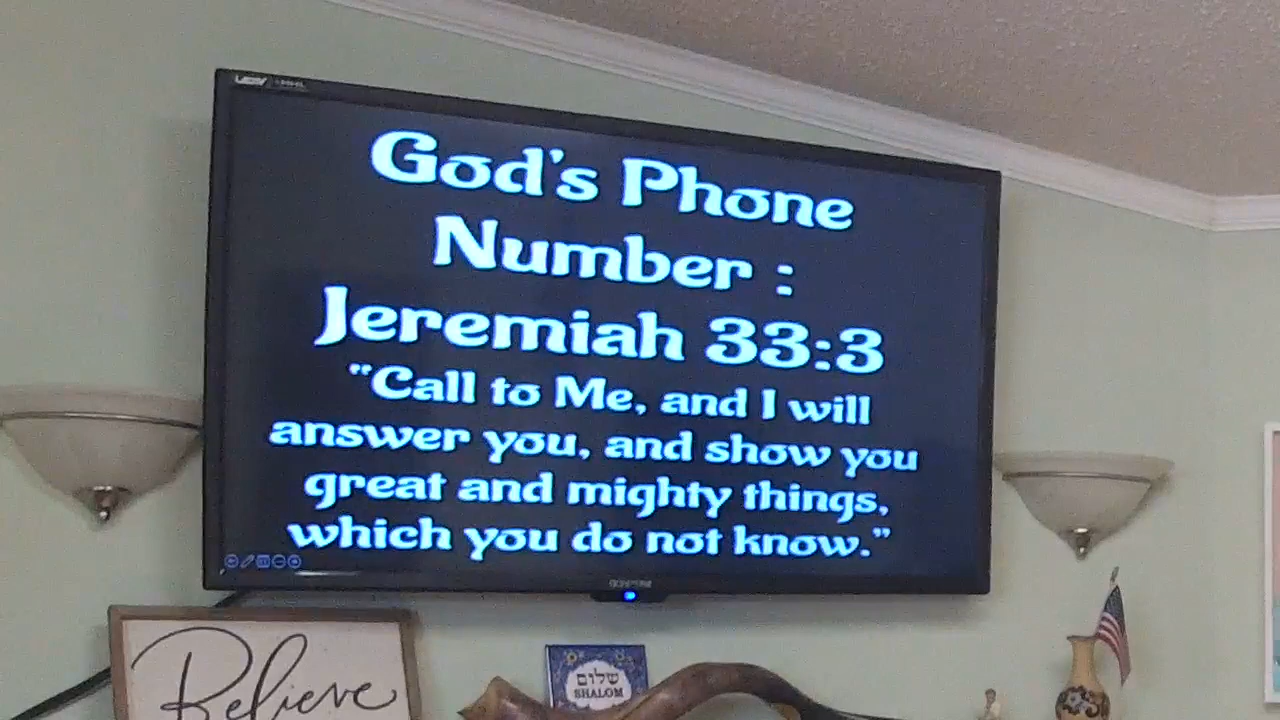 God's Phone
Number :
Jeremiah 33:3
"Call to Me, and I will
answer you, and show you
great and mighty things,
which you do not know."
Believe
שלום
SHALOM